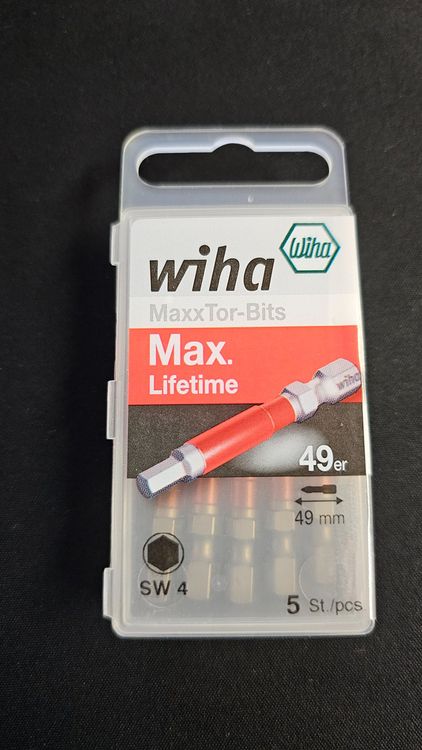 Wiha
wiha
MaxxTor-Bits
Max.
Lifetime
wiha
49er
49 mm
SW 4
5 St./pcs.